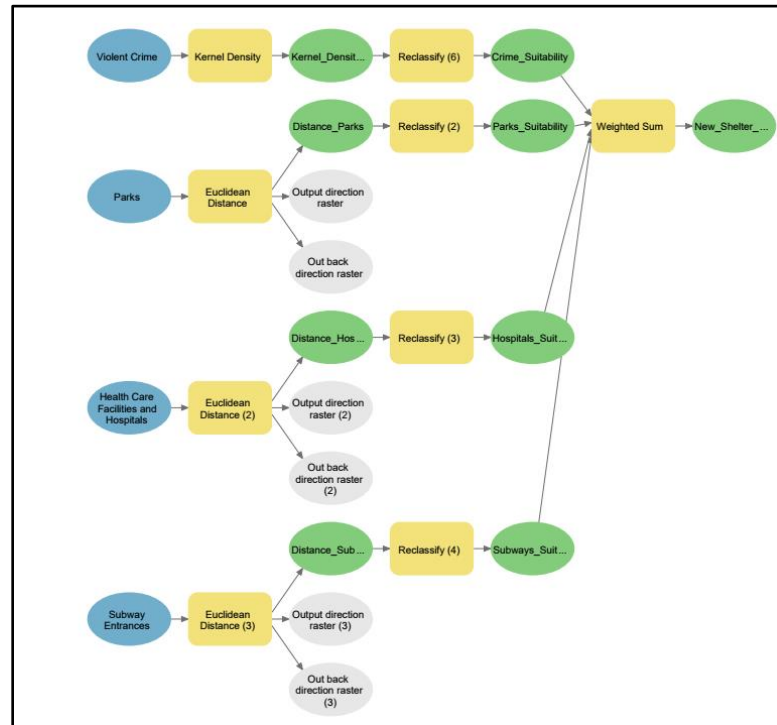 Violent Crime
Kernel Density
Kernel_Densit...
Reclassify (6)
Crime_Suitability
Distance_Parks
Reclassify (2)
Parks_Suitability
Weighted Sum
New_Shelter_...
Parks
Euclidean
Distance
Output direction
raster
Out back
direction raster
Distance_Hos...
Reclassify (3)
Hospitals_Suit...
Health Care
Facilities and
Hospitals
Euclidean
Distance (2)
Output direction
raster (2)
Out back
direction raster
(2)
Distance_Sub...
Reclassify (4)
Subways_Suit...
Subway
Entrances
Euclidean
Distance (3)
Output direction
raster (3)
Out back
direction raster
(3)